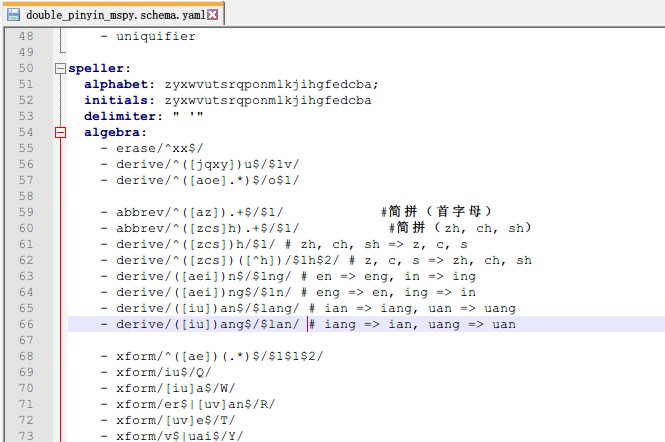 double_pinyin_mspy.schema.yaml
48 - uniquifier
49
50 speller:
51 alphabet: zyxwvutsrqponmlkjihgfedcba;
52 initials: zyxwvutsrqponmlkjihgfedcba
53 delimiter: " '"
54 algebra:
55 - erase/^xx$/
56 - derive/^([jqxy])u$/$1v/
57 - derive/^([aoe].*)$/o$1/
58
59 - abbrev/^([az]).+$/$1/ #简拼（首字母）
60 - abbrev/^([zcs]h).+$/$1/ #简拼（zh, ch, sh）
61 - derive/^([zcs])h/$1/ # zh, ch, sh => z, c, s
62 - derive/^([zcs])([^h])/$1h$2/ # z, c, s => zh, ch, sh
63 - derive/([aei])n$/$1ng/ # en => eng, in => ing
64 - derive/([aei])ng$/$1n/ # eng => en, ing => in
65 - derive/([iu])an$/$lang/ # ian => iang, uan => uang
66 - derive/([iu])ang$/$lan/ # iang => ian, uang => uan
67
68 - xform/^([ae])(.*)$/$1$1$2/
69 - xform/iu$/Q/
70 - xform/[iu]a$/W/
71 - xform/er$|[uv]an$/R/
72 - xform/[uv]e$/T/
73 - xform/v$|uai$/Y/